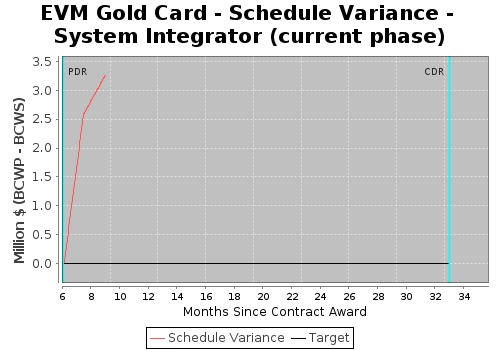 EVM Gold Card - Schedule Variance -
System Integrator (current phase)
3.5
3.0
2.5
2.0
1.5
1.0
0.5
0.0
Million $ (BCWP - BCWS)
PDR
CDR
6 8 10 12 14 16 18 20 22 24 26 28 30 32 34
Months Since Contract Award
Schedule Variance Target